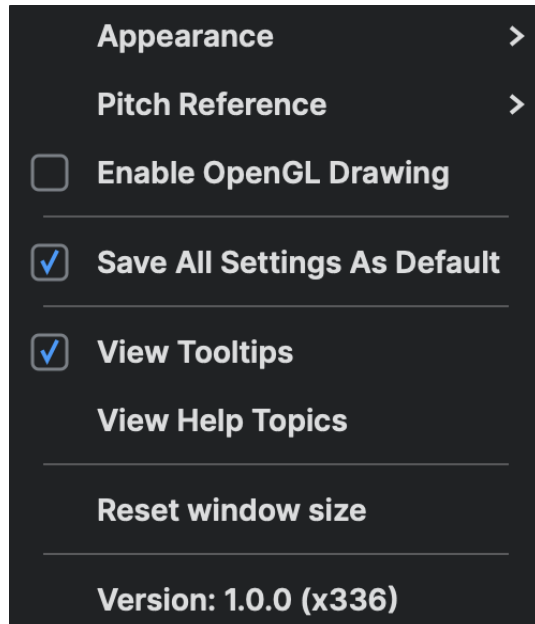 Appearance
Pitch Reference
Enable OpenGL Drawing
Save All Settings As Default
View Tooltips
View Help Topics
Reset window size
Version: 1.0.0 (x336)